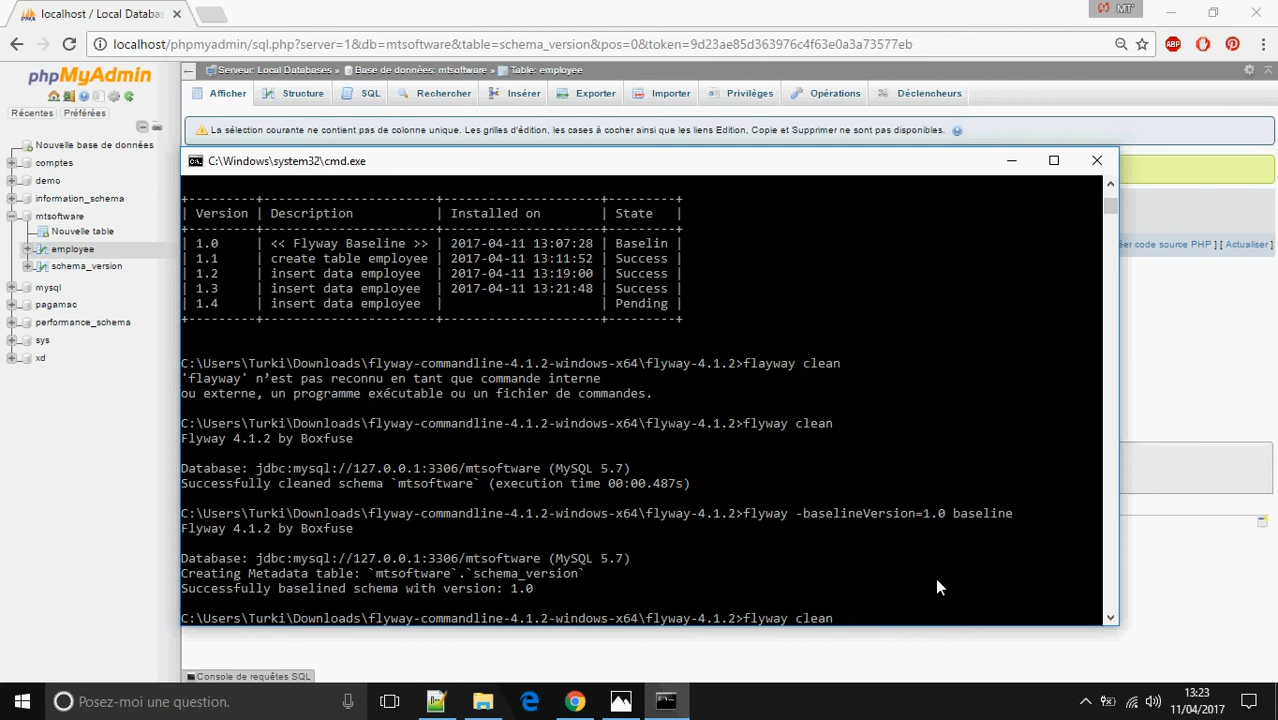 localhost / Local Databa
MT°
localhost/phpmyadmin/sql.php?server=1&db=mtsoftware&table=schema_version&pos=0&token=9d23ae85d363976c4f63e0a3a73577eb
ABP
phpMyAdmin
Récentes Préférées
Nouvelle base de données
comptes
demo
information_schema
mtsoftware
Nouvelle table
employee
schema_version
mysql
pagamac
performance_schema
sys
xd
Serveur: Local Databases » Base de données: mtsoftware » Table: employee
Afficher Structure SQL Rechercher Insérer Exporter Importer Privilèges Opérations Déclencheurs
La sélection courante ne contient pas de colonne unique. Les grilles d'édition, les cases à cocher ainsi que les liens Edition, Copie et Supprimer ne sont pas disponibles.
éer code source PHP ] [ Actualiser ]
C:\Windows\system32\cmd.exe
+---------+-----------------------+---------------------+---------+
| Version | Description | Installed on | State |
+---------+-----------------------+---------------------+---------+
| 1.0 | << Flyway Baseline >> | 2017-04-11 13:07:28 | Baselin |
| 1.1 | create table employee | 2017-04-11 13:11:52 | Success |
| 1.2 | insert data employee | 2017-04-11 13:19:00 | Success |
| 1.3 | insert data employee | 2017-04-11 13:21:48 | Success |
| 1.4 | insert data employee | | Pending |
+---------+-----------------------+---------------------+---------+
C:\Users\Turki\Downloads\flyway-commandline-4.1.2-windows-x64\flyway-4.1.2>flayway clean
'flayway' n'est pas reconnu en tant que commande interne
ou externe, un programme exécutable ou un fichier de commandes.
C:\Users\Turki\Downloads\flyway-commandline-4.1.2-windows-x64\flyway-4.1.2>flyway clean
Flyway 4.1.2 by Boxfuse
Database: jdbc:mysql://127.0.0.1:3306/mtsoftware (MySQL 5.7)
Successfully cleaned schema `mtsoftware` (execution time 00:00.487s)
C:\Users\Turki\Downloads\flyway-commandline-4.1.2-windows-x64\flyway-4.1.2>flyway -baselineVersion=1.0 baseline
Flyway 4.1.2 by Boxfuse
Database: jdbc:mysql://127.0.0.1:3306/mtsoftware (MySQL 5.7)
Creating Metadata table: `mtsoftware`.`schema_version`
Successfully baselined schema with version: 1.0
C:\Users\Turki\Downloads\flyway-commandline-4.1.2-windows-x64\flyway-4.1.2>flyway clean
Console de requêtes SQL
Posez-moi une question.
13:23
11/04/2017